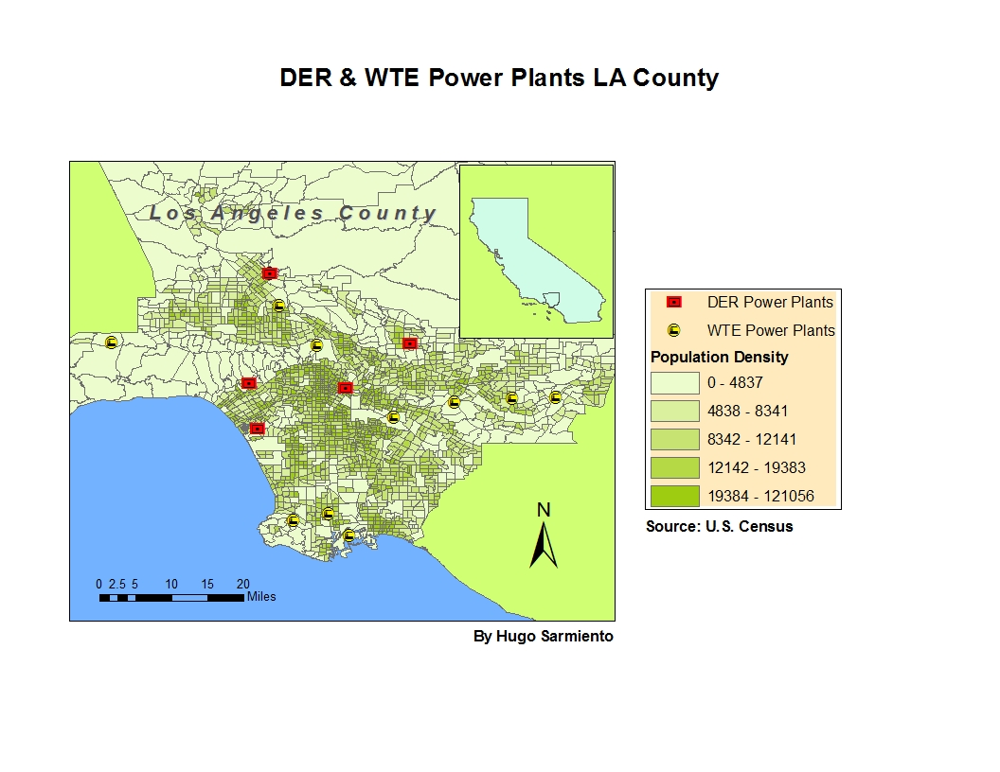 DER & WTE Power Plants LA County
Los Angeles County
DER Power Plants
WTE Power Plants
Population Density
0 - 4837
4838 - 8341
8342 - 12141
12142 - 19383
19384 - 121056
Source: U.S. Census
N
0 2.5 5 10 15 20
Miles
By Hugo Sarmiento